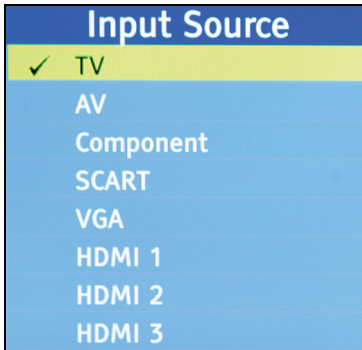 Input Source
✓ TV
AV
Component
SCART
VGA
HDMI 1
HDMI 2
HDMI 3